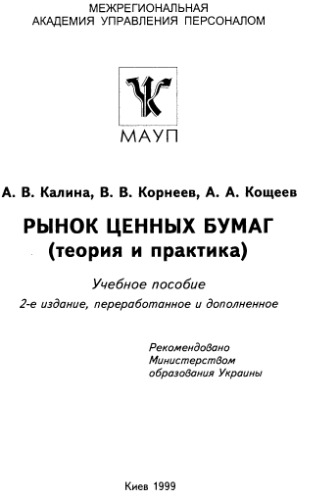 МЕЖРЕГИОНАЛЬНАЯ
АКАДЕМИЯ УПРАВЛЕНИЯ ПЕРСОНАЛОМ
МАУП
А. В. Калина, В. В. Корнеев, А. А. Кощеев
РЫНОК ЦЕННЫХ БУМАГ
(теория и практика)
Учебное пособие
2-е издание, переработанное и дополненное
Рекомендовано
Министерством
образования Украины
Киев 1999